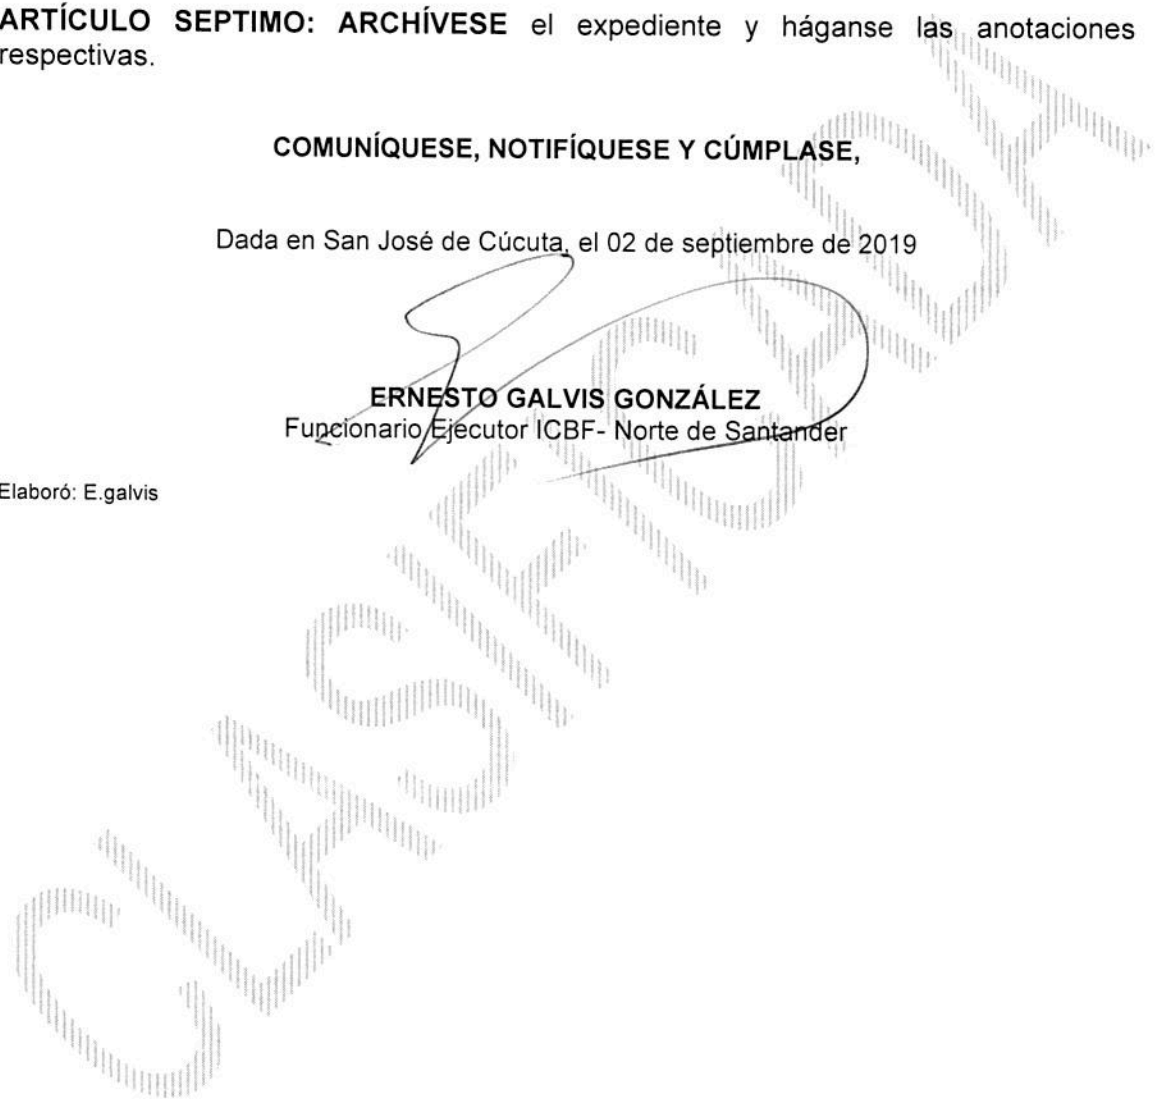 ARTÍCULO SEPTIMO: ARCHÍVESE el expediente y háganse las anotaciones
respectivas.
COMUNÍQUESE, NOTIFÍQUESE Y CÚMPLASE,
Dada en San José de Cúcuta, el 02 de septiembre de 2019
ERNESTO GALVIS GONZÁLEZ
Funcionario Ejecutor ICBF- Norte de Santander
Elaboró: E.galvis
CLASIFICADA